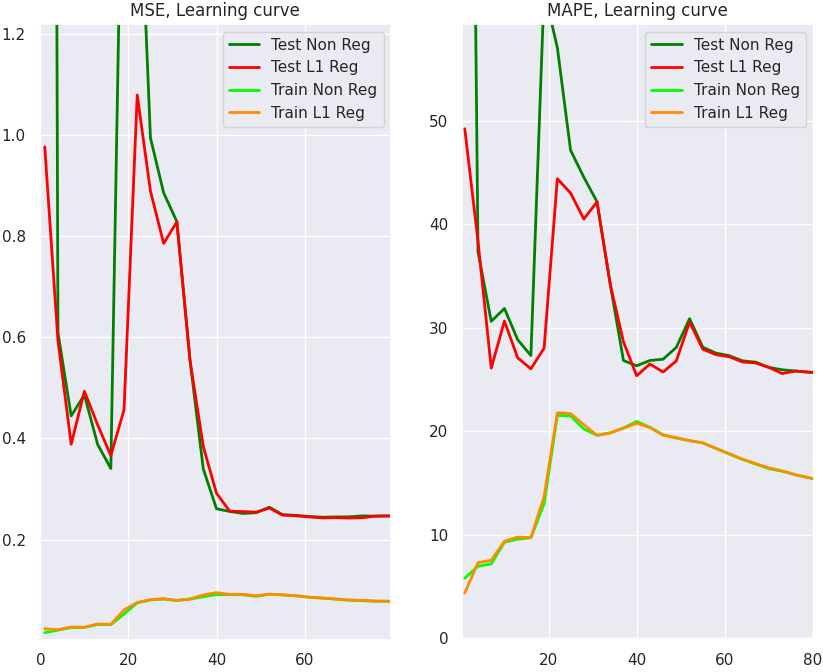 MSE, Learning curve
1.2
1.0
0.8
0.6
0.4
0.2
0
20
40
60
Test Non Reg
Test L1 Reg
Train Non Reg
Train L1 Reg
MAPE, Learning curve
50
40
30
20
10
0
20
40
60
80
Test Non Reg
Test L1 Reg
Train Non Reg
Train L1 Reg